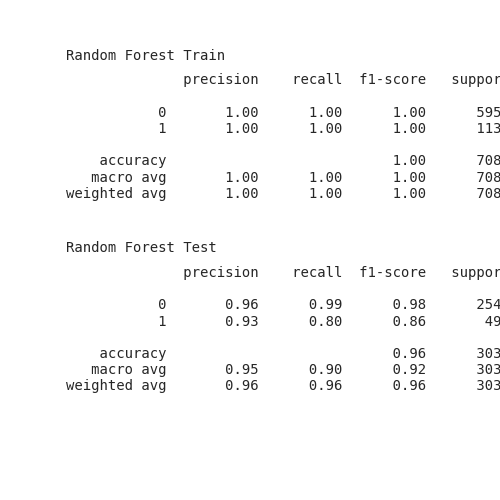 Random Forest Train
precision recall f1-score suppor
0 1.00 1.00 1.00 595
1 1.00 1.00 1.00 113
accuracy 1.00 708
macro avg 1.00 1.00 1.00 708
weighted avg 1.00 1.00 1.00 708
Random Forest Test
precision recall f1-score suppor
0 0.96 0.99 0.98 254
1 0.93 0.80 0.86 49
accuracy 0.96 303
macro avg 0.95 0.90 0.92 303
weighted avg 0.96 0.96 0.96 303